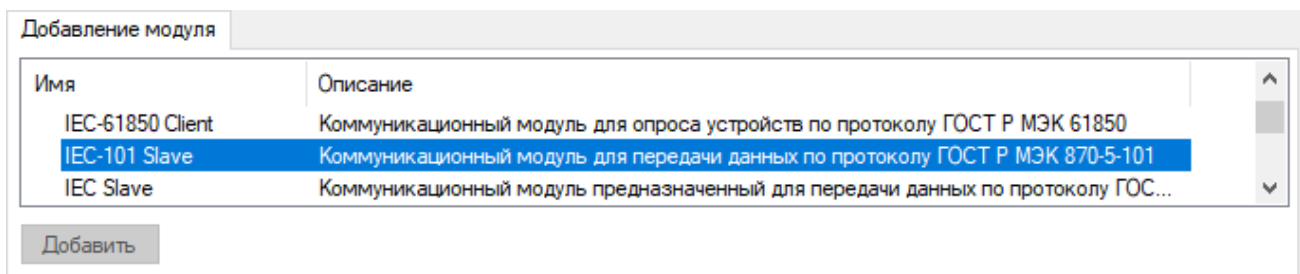 Добавление модуля
Имя Описание
IEC-61850 Client Коммуникационный модуль для опроса устройств по протоколу ГОСТ Р МЭК 61850
IEC-101 Slave Коммуникационный модуль для передачи данных по протоколу ГОСТ Р МЭК 870-5-101
IEC Slave Коммуникационный модуль предназначенный для передачи данных по протоколу ГОС...
Добавить